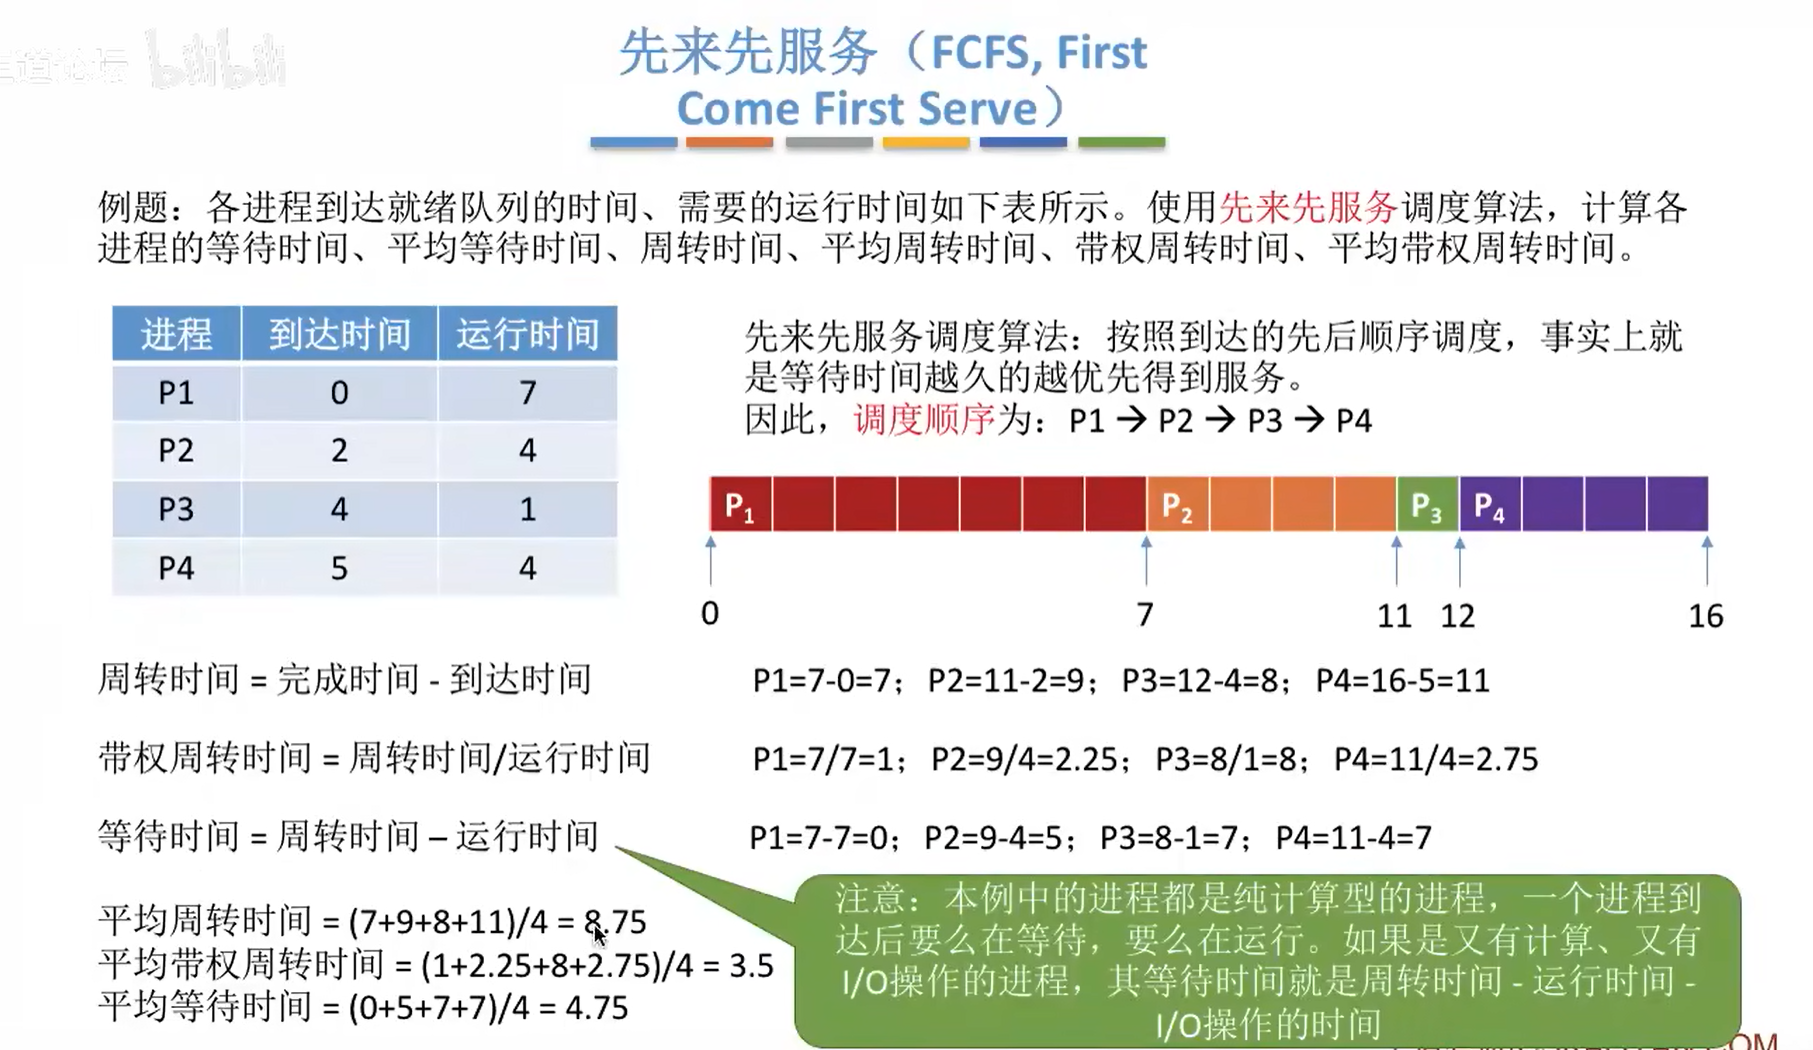 道论坛 bilibili
先来先服务（FCFS, First
Come First Serve）
例题：各进程到达就绪队列的时间、需要的运行时间如下表所示。使用先来先服务调度算法，计算各
进程的等待时间、平均等待时间、周转时间、平均周转时间、带权周转时间、平均带权周转时间。
进程 到达时间 运行时间
P1 0 7
P2 2 4
P3 4 1
P4 5 4
先来先服务调度算法：按照到达的先后顺序调度，事实上就
是等待时间越久的越优先得到服务。
因此，调度顺序为：P1 → P2 → P3 → P4
P1 P2 P3 P4
0 7 11 12 16
周转时间 = 完成时间 - 到达时间
P1=7-0=7；P2=11-2=9；P3=12-4=8；P4=16-5=11
带权周转时间 = 周转时间/运行时间
P1=7/7=1；P2=9/4=2.25；P3=8/1=8；P4=11/4=2.75
等待时间 = 周转时间 – 运行时间
P1=7-7=0；P2=9-4=5；P3=8-1=7；P4=11-4=7
平均周转时间 = (7+9+8+11)/4 = 8.75
平均带权周转时间 = (1+2.25+8+2.75)/4 = 3.5
平均等待时间 = (0+5+7+7)/4 = 4.75
注意：本例中的进程都是纯计算型的进程，一个进程到
达后要么在等待，要么在运行。如果是又有计算、又有
I/O操作的进程，其等待时间就是周转时间 - 运行时间 -
I/O操作的时间